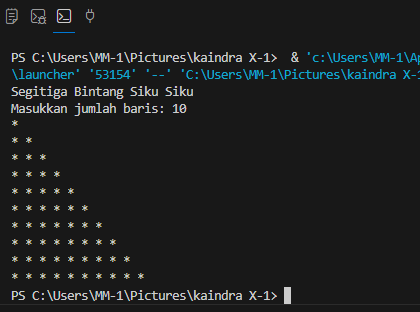 PS C:\Users\MM-1\Pictures\kaindra X-1>  & 'c:\Users\MM-1\Ap
\launcher' '53154' '--' 'C:\Users\MM-1\Pictures\kaindra X-1
Segitiga Bintang Siku Siku
Masukkan jumlah baris: 10
*
* *
* * *
* * * *
* * * * *
* * * * * *
* * * * * * *
* * * * * * * *
* * * * * * * * *
* * * * * * * * * *
PS C:\Users\MM-1\Pictures\kaindra X-1>